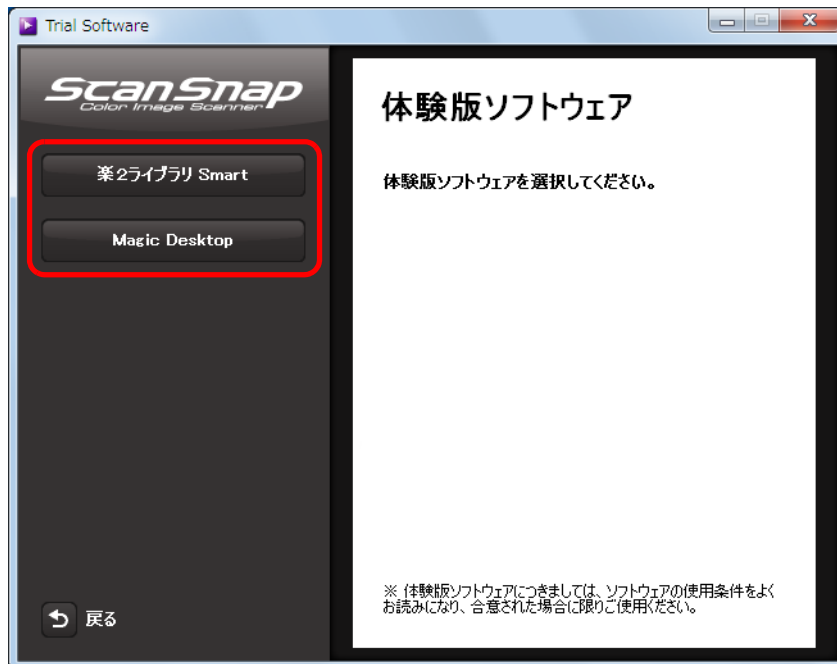 Trial Software
ScanSnap
Color Image Scanner
楽2ライブラリ Smart
Magic Desktop
戻る
体験版ソフトウェア
体験版ソフトウェアを選択してください。
※ 体験版ソフトウェアにつきましては、ソフトウェアの使用条件をよく
お読みになり、合意された場合に限りご使用ください。